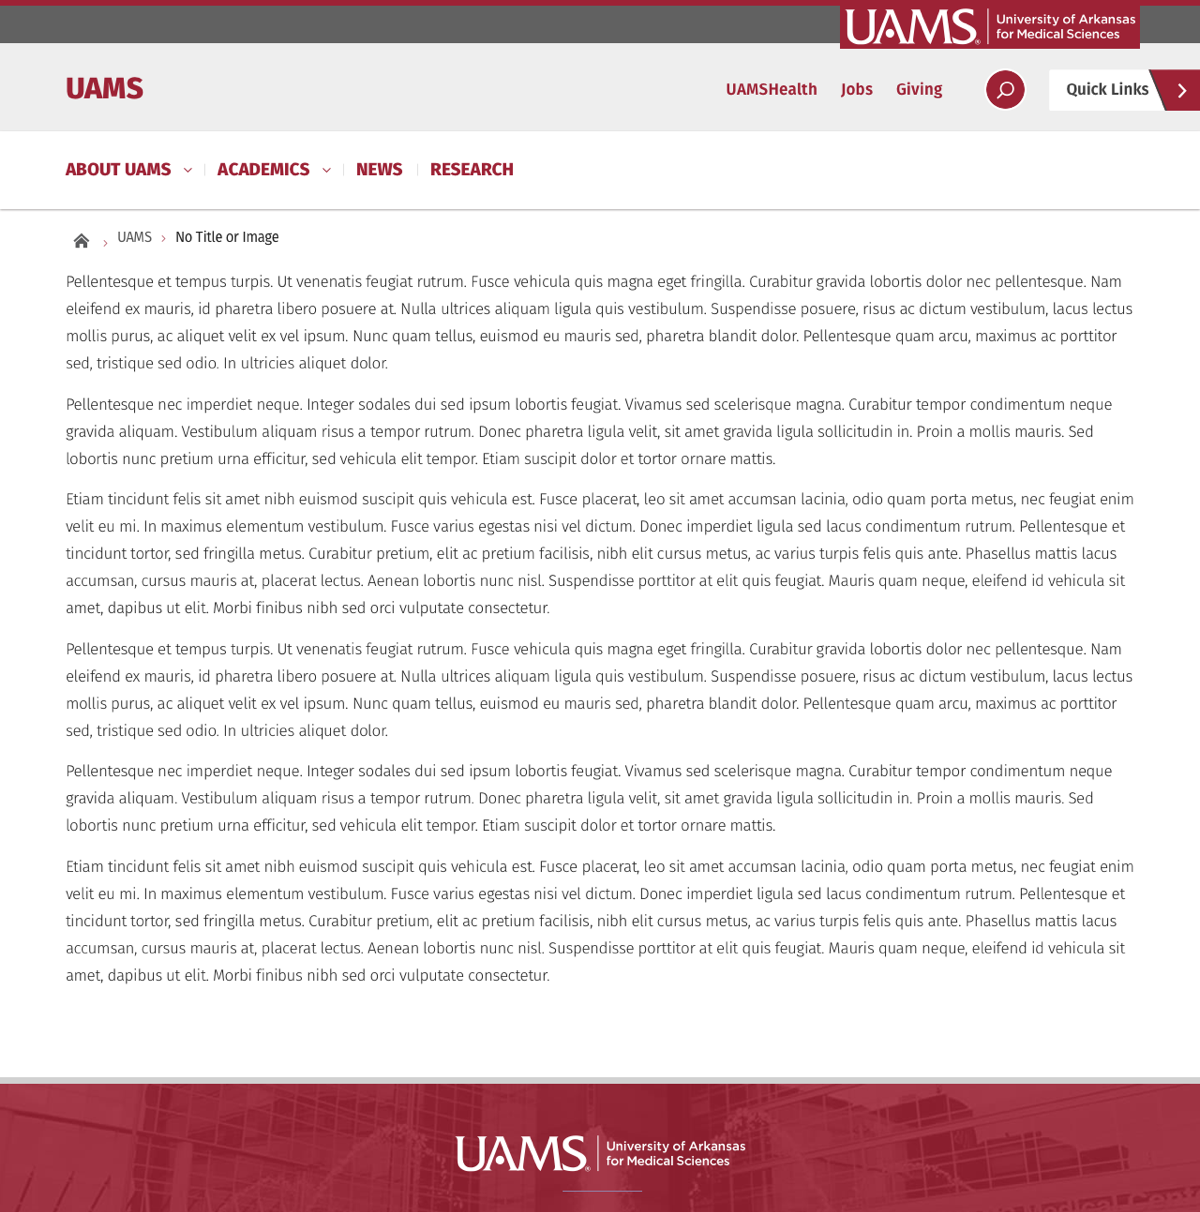 UAMS® University of Arkansas
for Medical Sciences
UAMS
UAMSHealth Jobs Giving Quick Links
ABOUT UAMS ACADEMICS NEWS RESEARCH
UAMS No Title or Image
Pellentesque et tempus turpis. Ut venenatis feugiat rutrum. Fusce vehicula quis magna eget fringilla. Curabitur gravida lobortis dolor nec pellentesque. Nam
eleifend ex mauris, id pharetra libero posuere at. Nulla ultrices aliquam ligula quis vestibulum. Suspendisse posuere, risus ac dictum vestibulum, lacus lectus
mollis purus, ac aliquet velit ex vel ipsum. Nunc quam tellus, euismod eu mauris sed, pharetra blandit dolor. Pellentesque quam arcu, maximus ac porttitor
sed, tristique sed odio. In ultricies aliquet dolor.
Pellentesque nec imperdiet neque. Integer sodales dui sed ipsum lobortis feugiat. Vivamus sed scelerisque magna. Curabitur tempor condimentum neque
gravida aliquam. Vestibulum aliquam risus a tempor rutrum. Donec pharetra ligula velit, sit amet gravida ligula sollicitudin in. Proin a mollis mauris. Sed
lobortis nunc pretium urna efficitur, sed vehicula elit tempor. Etiam suscipit dolor et tortor ornare mattis.
Etiam tincidunt felis sit amet nibh euismod suscipit quis vehicula est. Fusce placerat, leo sit amet accumsan lacinia, odio quam porta metus, nec feugiat enim
velit eu mi. In maximus elementum vestibulum. Fusce varius egestas nisi vel dictum. Donec imperdiet ligula sed lacus condimentum rutrum. Pellentesque et
tincidunt tortor, sed fringilla metus. Curabitur pretium, elit ac pretium facilisis, nibh elit cursus metus, ac varius turpis felis quis ante. Phasellus mattis lacus
accumsan, cursus mauris at, placerat lectus. Aenean lobortis nunc nisl. Suspendisse porttitor at elit quis feugiat. Mauris quam neque, eleifend id vehicula sit
amet, dapibus ut elit. Morbi finibus nibh sed orci vulputate consectetur.
Pellentesque et tempus turpis. Ut venenatis feugiat rutrum. Fusce vehicula quis magna eget fringilla. Curabitur gravida lobortis dolor nec pellentesque. Nam
eleifend ex mauris, id pharetra libero posuere at. Nulla ultrices aliquam ligula quis vestibulum. Suspendisse posuere, risus ac dictum vestibulum, lacus lectus
mollis purus, ac aliquet velit ex vel ipsum. Nunc quam tellus, euismod eu mauris sed, pharetra blandit dolor. Pellentesque quam arcu, maximus ac porttitor
sed, tristique sed odio. In ultricies aliquet dolor.
Pellentesque nec imperdiet neque. Integer sodales dui sed ipsum lobortis feugiat. Vivamus sed scelerisque magna. Curabitur tempor condimentum neque
gravida aliquam. Vestibulum aliquam risus a tempor rutrum. Donec pharetra ligula velit, sit amet gravida ligula sollicitudin in. Proin a mollis mauris. Sed
lobortis nunc pretium urna efficitur, sed vehicula elit tempor. Etiam suscipit dolor et tortor ornare mattis.
Etiam tincidunt felis sit amet nibh euismod suscipit quis vehicula est. Fusce placerat, leo sit amet accumsan lacinia, odio quam porta metus, nec feugiat enim
velit eu mi. In maximus elementum vestibulum. Fusce varius egestas nisi vel dictum. Donec imperdiet ligula sed lacus condimentum rutrum. Pellentesque et
tincidunt tortor, sed fringilla metus. Curabitur pretium, elit ac pretium facilisis, nibh elit cursus metus, ac varius turpis felis quis ante. Phasellus mattis lacus
accumsan, cursus mauris at, placerat lectus. Aenean lobortis nunc nisl. Suspendisse porttitor at elit quis feugiat. Mauris quam neque, eleifend id vehicula sit
amet, dapibus ut elit. Morbi finibus nibh sed orci vulputate consectetur.
UAMS® University of Arkansas
for Medical Sciences